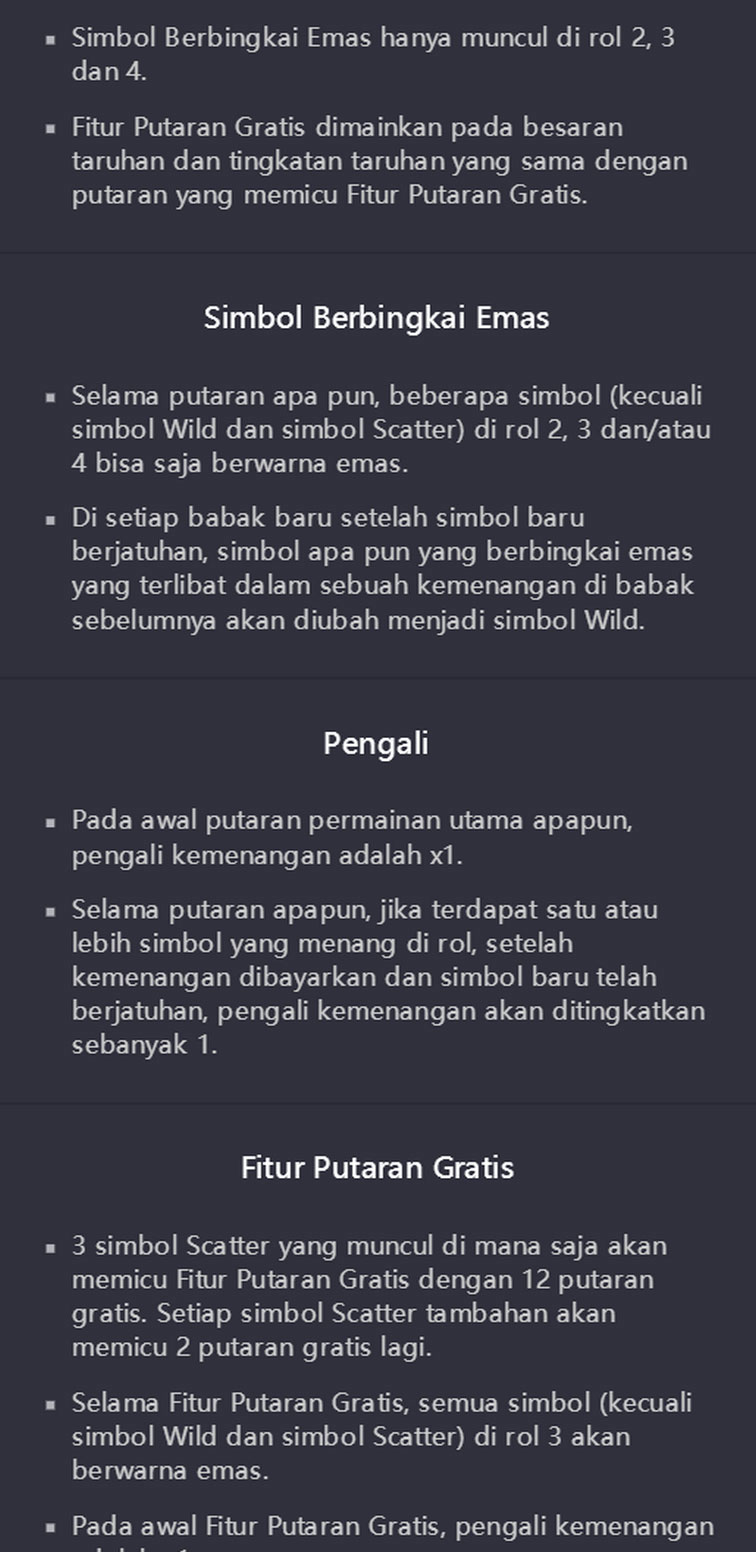 ▪ Simbol Berbingkai Emas hanya muncul di rol 2, 3
dan 4.
▪ Fitur Putaran Gratis dimainkan pada besaran
taruhan dan tingkatan taruhan yang sama dengan
putaran yang memicu Fitur Putaran Gratis.
Simbol Berbingkai Emas
▪ Selama putaran apa pun, beberapa simbol (kecuali
simbol Wild dan simbol Scatter) di rol 2, 3 dan/atau
4 bisa saja berwarna emas.
▪ Di setiap babak baru setelah simbol baru
berjatuhan, simbol apa pun yang berbingkai emas
yang terlibat dalam sebuah kemenangan di babak
sebelumnya akan diubah menjadi simbol Wild.
Pengali
▪ Pada awal putaran permainan utama apapun,
pengali kemenangan adalah x1.
▪ Selama putaran apapun, jika terdapat satu atau
lebih simbol yang menang di rol, setelah
kemenangan dibayarkan dan simbol baru telah
berjatuhan, pengali kemenangan akan ditingkatkan
sebanyak 1.
Fitur Putaran Gratis
▪ 3 simbol Scatter yang muncul di mana saja akan
memicu Fitur Putaran Gratis dengan 12 putaran
gratis. Setiap simbol Scatter tambahan akan
memicu 2 putaran gratis lagi.
▪ Selama Fitur Putaran Gratis, semua simbol (kecuali
simbol Wild dan simbol Scatter) di rol 3 akan
berwarna emas.
▪ Pada awal Fitur Putaran Gratis, pengali kemenangan